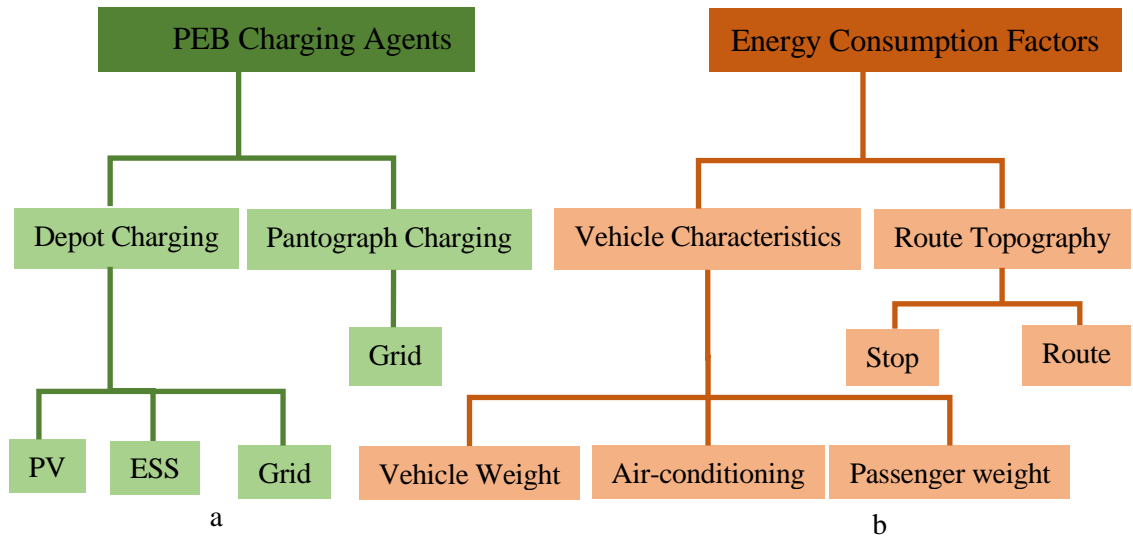 PEB Charging Agents
Depot Charging
Pantograph Charging
Grid
PV
ESS
Grid
a
Energy Consumption Factors
Vehicle Characteristics
Route Topography
Stop
Route
Vehicle Weight
Air-conditioning
Passenger weight
b